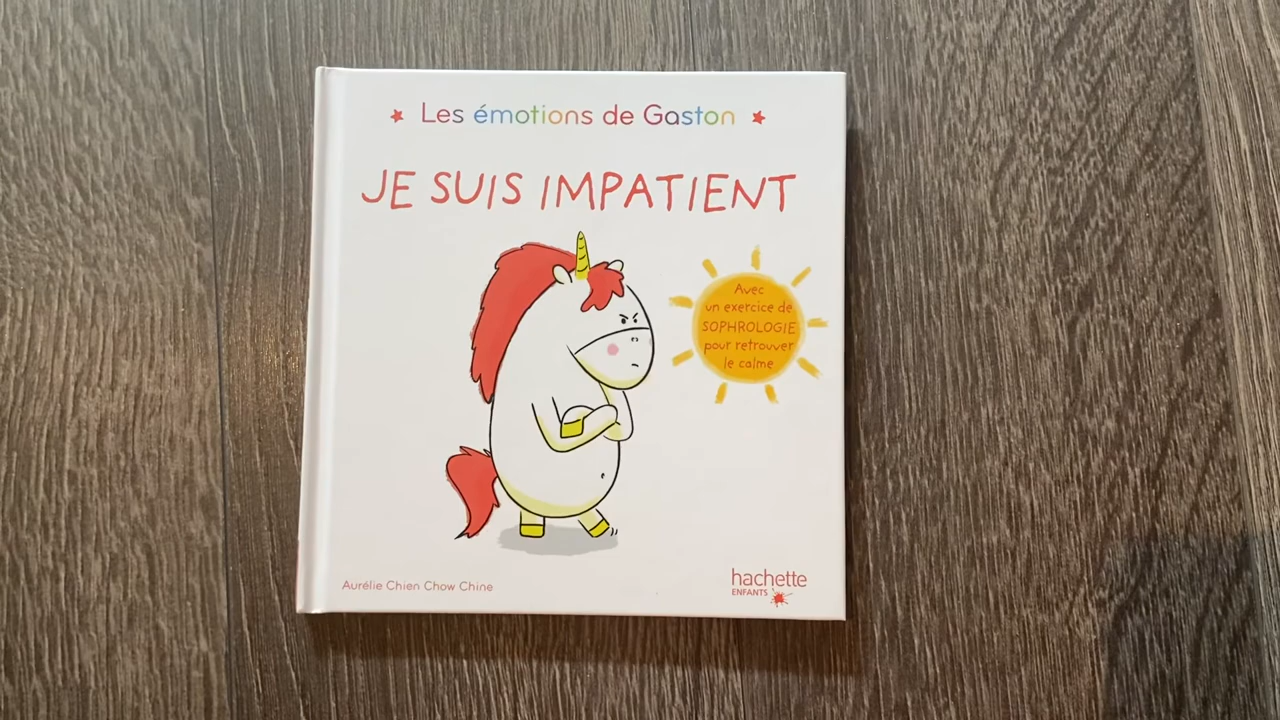 Les émotions de Gaston
JE SUIS IMPATIENT
Avec
un exercice de
SOPHROLOGIE
pour retrouver
le calme
Aurélie Chien Chow Chine
hachette
ENFANTS